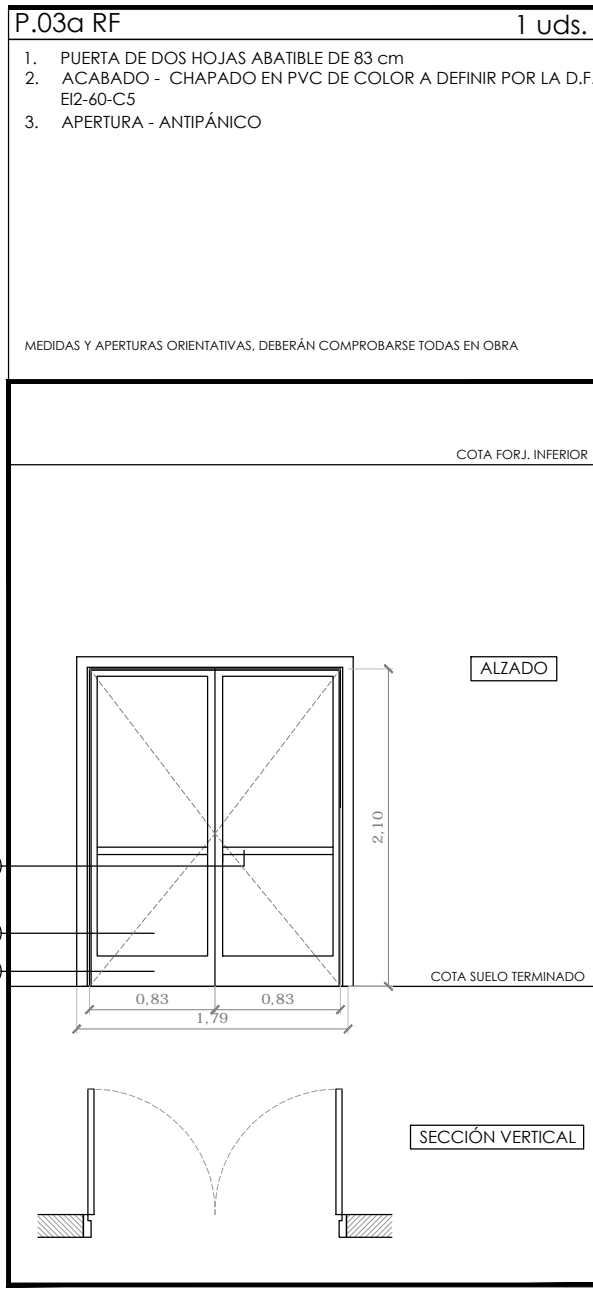 P.03a RF 1 uds.
1. PUERTA DE DOS HOJAS ABATIBLE DE 83 cm
2. ACABADO - CHAPADO EN PVC DE COLOR A DEFINIR POR LA D.F.
EI2-60-C5
3. APERTURA - ANTIPÁNICO
MEDIDAS Y APERTURAS ORIENTATIVAS, DEBERÁN COMPROBARSE TODAS EN OBRA
COTA FORJ. INFERIOR
ALZADO
2,10
COTA SUELO TERMINADO
0,83 0,83
1,79
SECCIÓN VERTICAL